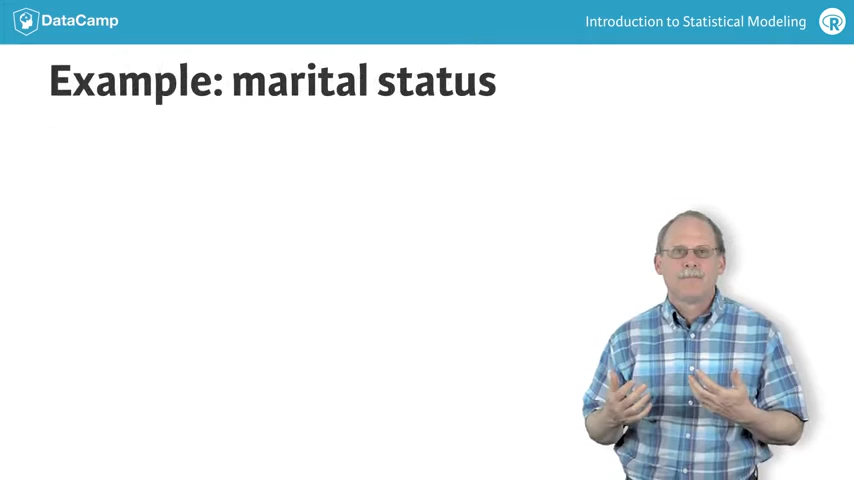 DataCamp
Introduction to Statistical Modeling
R
Example: marital status